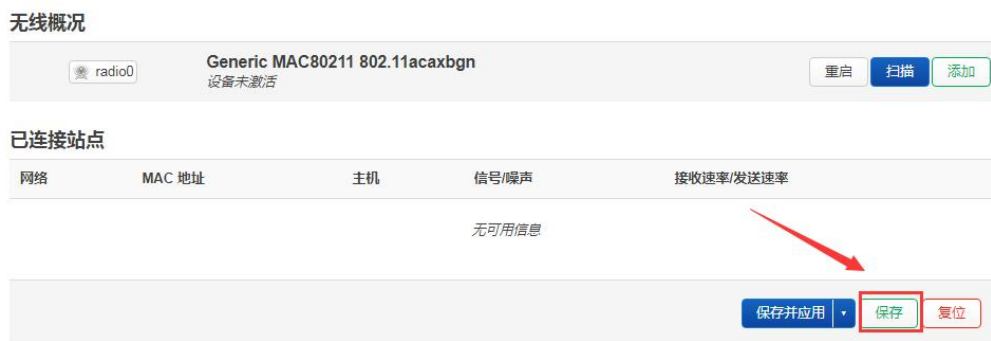 无线概况
radio0
Generic MAC80211 802.11acaxbgn
设备未激活
重启 扫描 添加
已连接站点
网络 MAC 地址 主机 信号/噪声 接收速率/发送速率
无可用信息
保存并应用 保存 复位